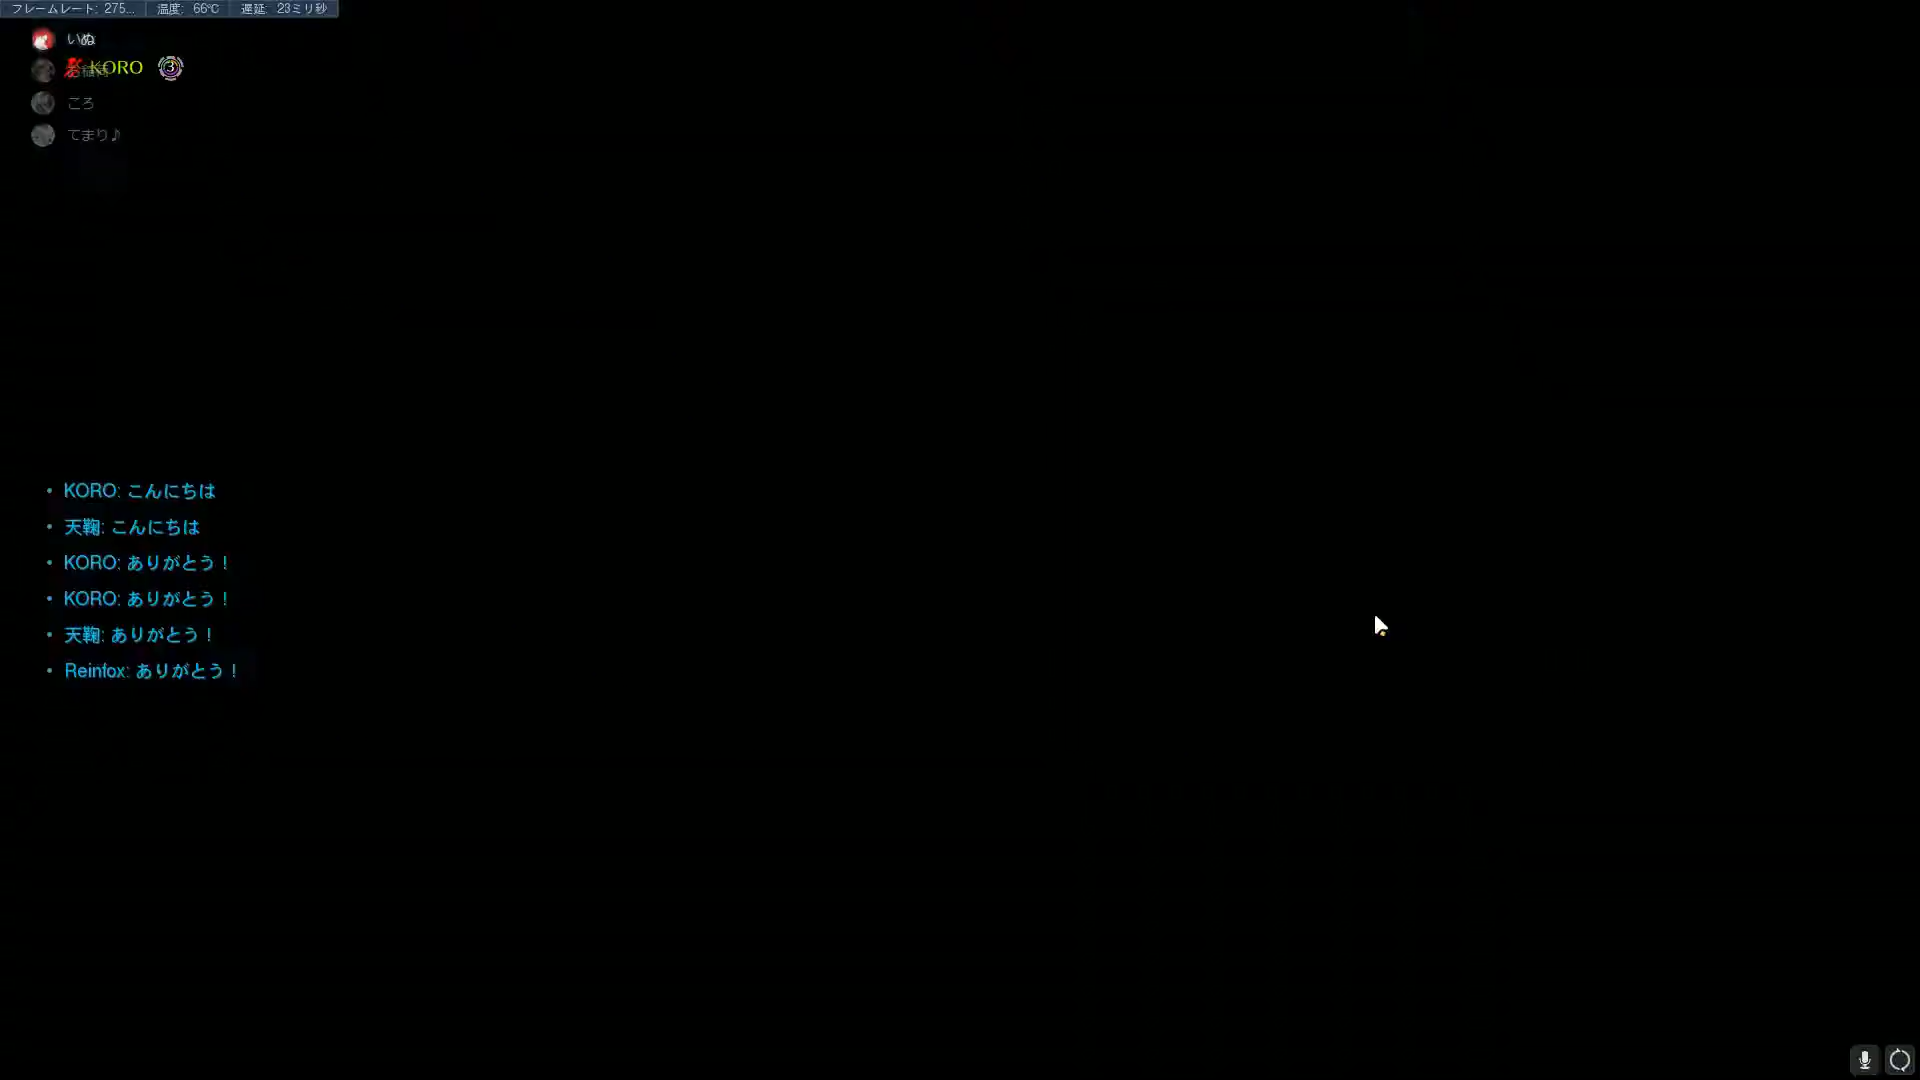 フレームレート: 275... 温度: 66℃ 遅延: 23ミリ秒
いぬ
KORO 3
ころ
てまり♪
KORO: こんにちは
天鞠: こんにちは
KORO: ありがとう！
KORO: ありがとう！
天鞠: ありがとう！
Reinfox: ありがとう！